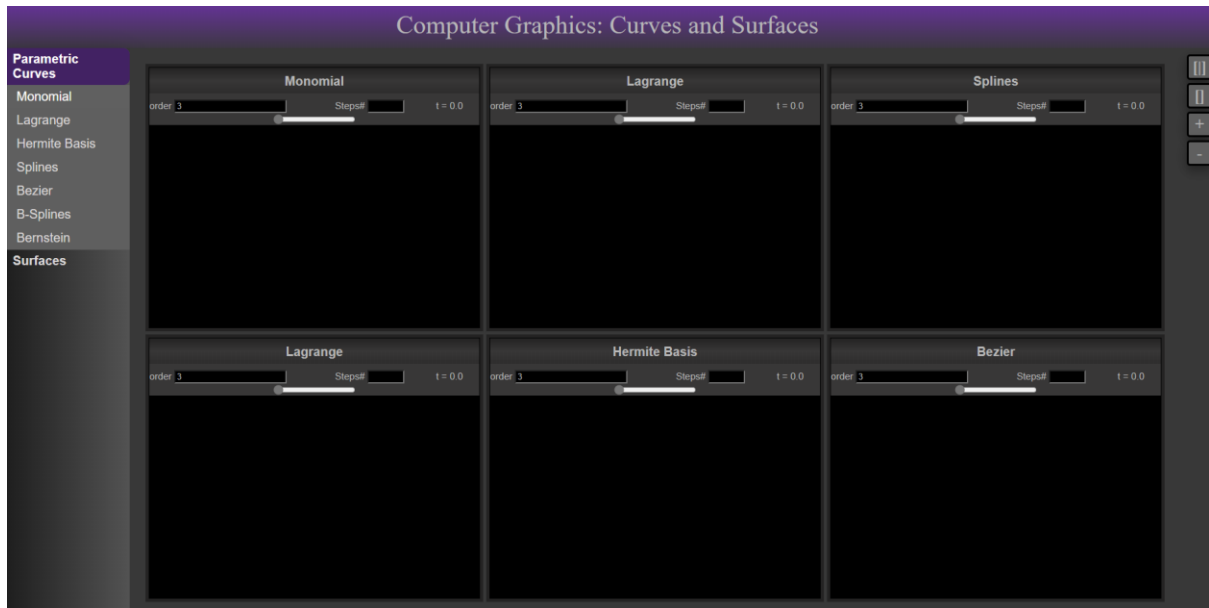 Computer Graphics: Curves and Surfaces
Parametric
Curves
Monomial
Lagrange
Hermite Basis
Splines
Bezier
B-Splines
Bernstein
Surfaces
Monomial
order 3 Steps# t = 0.0
Lagrange
order 3 Steps# t = 0.0
Splines
order 3 Steps# t = 0.0
Lagrange
order 3 Steps# t = 0.0
Hermite Basis
order 3 Steps# t = 0.0
Bezier
order 3 Steps# t = 0.0
[|]
[]
+
-